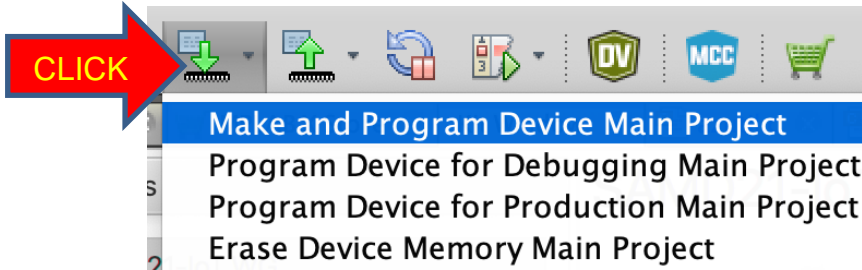 CLICK
DV
MCC
Make and Program Device Main Project
Program Device for Debugging Main Project
Program Device for Production Main Project
Erase Device Memory Main Project